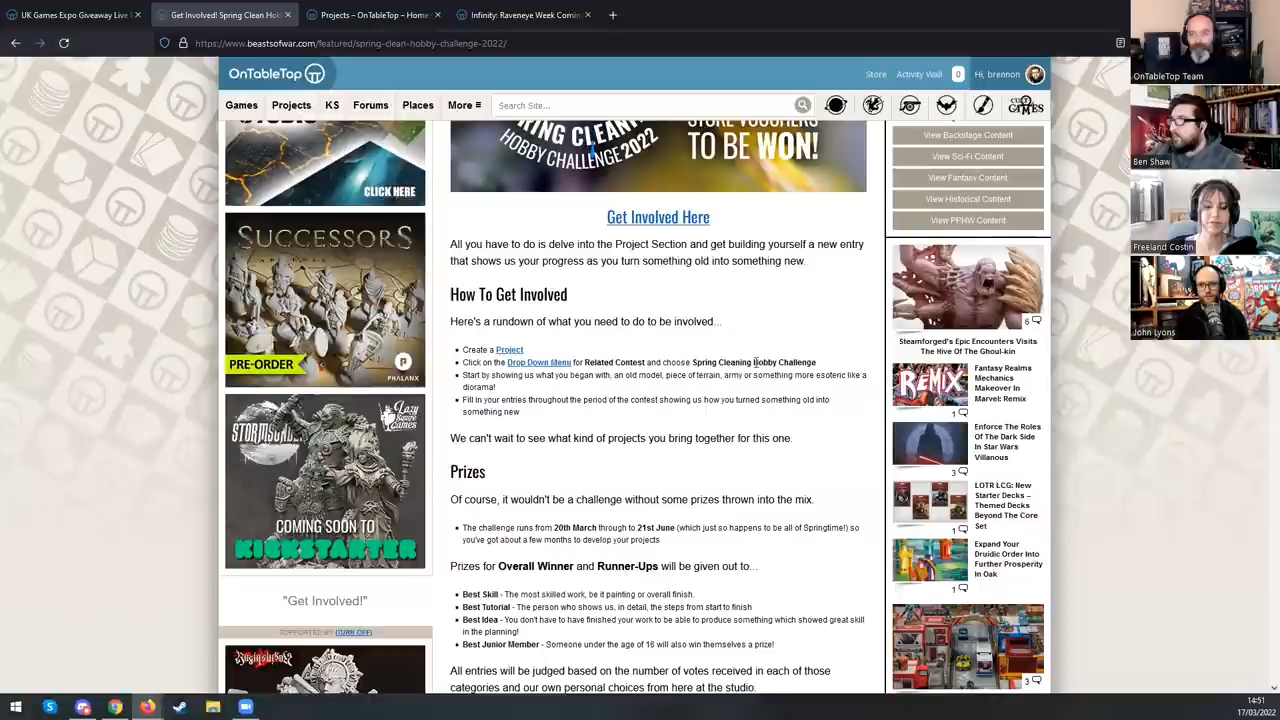 UK Games Expo Giveaway Live E
Get Involved! Spring Clean Hob
Projects – OnTableTop – Home
Infinity: Raveneye Week Comin
https://www.beastsofwar.com/featured/spring-clean-hobby-challenge-2022/
OnTableTop
Store
Activity Wall
0
Hi, brennon
Games
Projects
KS
Forums
Places
More
Search Site...
CULT OF GAMES
CLICK HERE
SUCCESSORS
PRE-ORDER
PHALANX
Lazy Squire Games
COMING SOON TO
KICKSTARTER
"Get Involved!"
SUPPORTED BY (TURN OFF)
HOBBY CHALLENGE 2022
STORE VOUCHERS
TO BE WON!
Get Involved Here
All you have to do is delve into the Project Section and get building yourself a new entry
that shows us your progress as you turn something old into something new.
How To Get Involved
Here's a rundown of what you need to do to be involved...
Create a Project
Click on the Drop Down Menu for Related Contest and choose Spring Cleaning Hobby Challenge
Start by showing us what you began with, an old model, piece of terrain, army or something more esoteric like a
diorama!
Fill in your entries throughout the period of the contest showing us how you turned something old into
something new
We can't wait to see what kind of projects you bring together for this one.
Prizes
Of course, it wouldn't be a challenge without some prizes thrown into the mix.
The challenge runs from 20th March through to 21st June (which just so happens to be all of Springtime!) so
you've got about a few months to develop your projects
Prizes for Overall Winner and Runner-Ups will be given out to...
Best Skill - The most skilled work, be it painting or overall finish.
Best Tutorial - The person who shows us, in detail, the steps from start to finish
Best Idea - You don't have to have finished your work to be able to produce something which showed great skill
in the planning!
Best Junior Member - Someone under the age of 16 will also win themselves a prize!
All entries will be judged based on the number of votes received in each of those
categories and our own personal choices from here at the studio.
View Backstage Content
View Sci-Fi Content
View Fantasy Content
View Historical Content
View PPHW Content
6
Steamforged's Epic Encounters Visits
The Hive Of The Ghoul-kin
REMIX
1
Fantasy Realms
Mechanics
Makeover In
Marvel: Remix
3
Enforce The Roles
Of The Dark Side
In Star Wars
Villanous
1
LOTR LCG: New
Starter Decks –
Themed Decks
Beyond The Core
Set
1
Expand Your
Druidic Order Into
Further Prosperity
In Oak
3
OnTableTop Team
Ben Shaw
Freeland Costin
John Lyons
14:51
17/03/2022